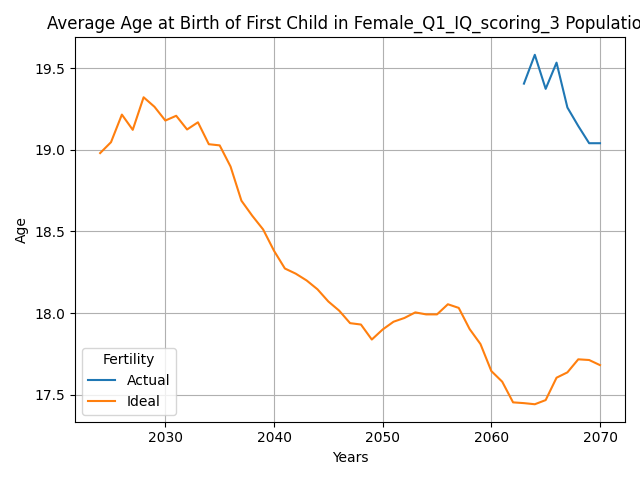 Average Age at Birth of First Child in Female_Q1_IQ_scoring_3 Populatio
19.5
19.0
18.5
18.0
17.5
Age
Fertility
Actual
Ideal
2030 2040 2050 2060 2070
Years